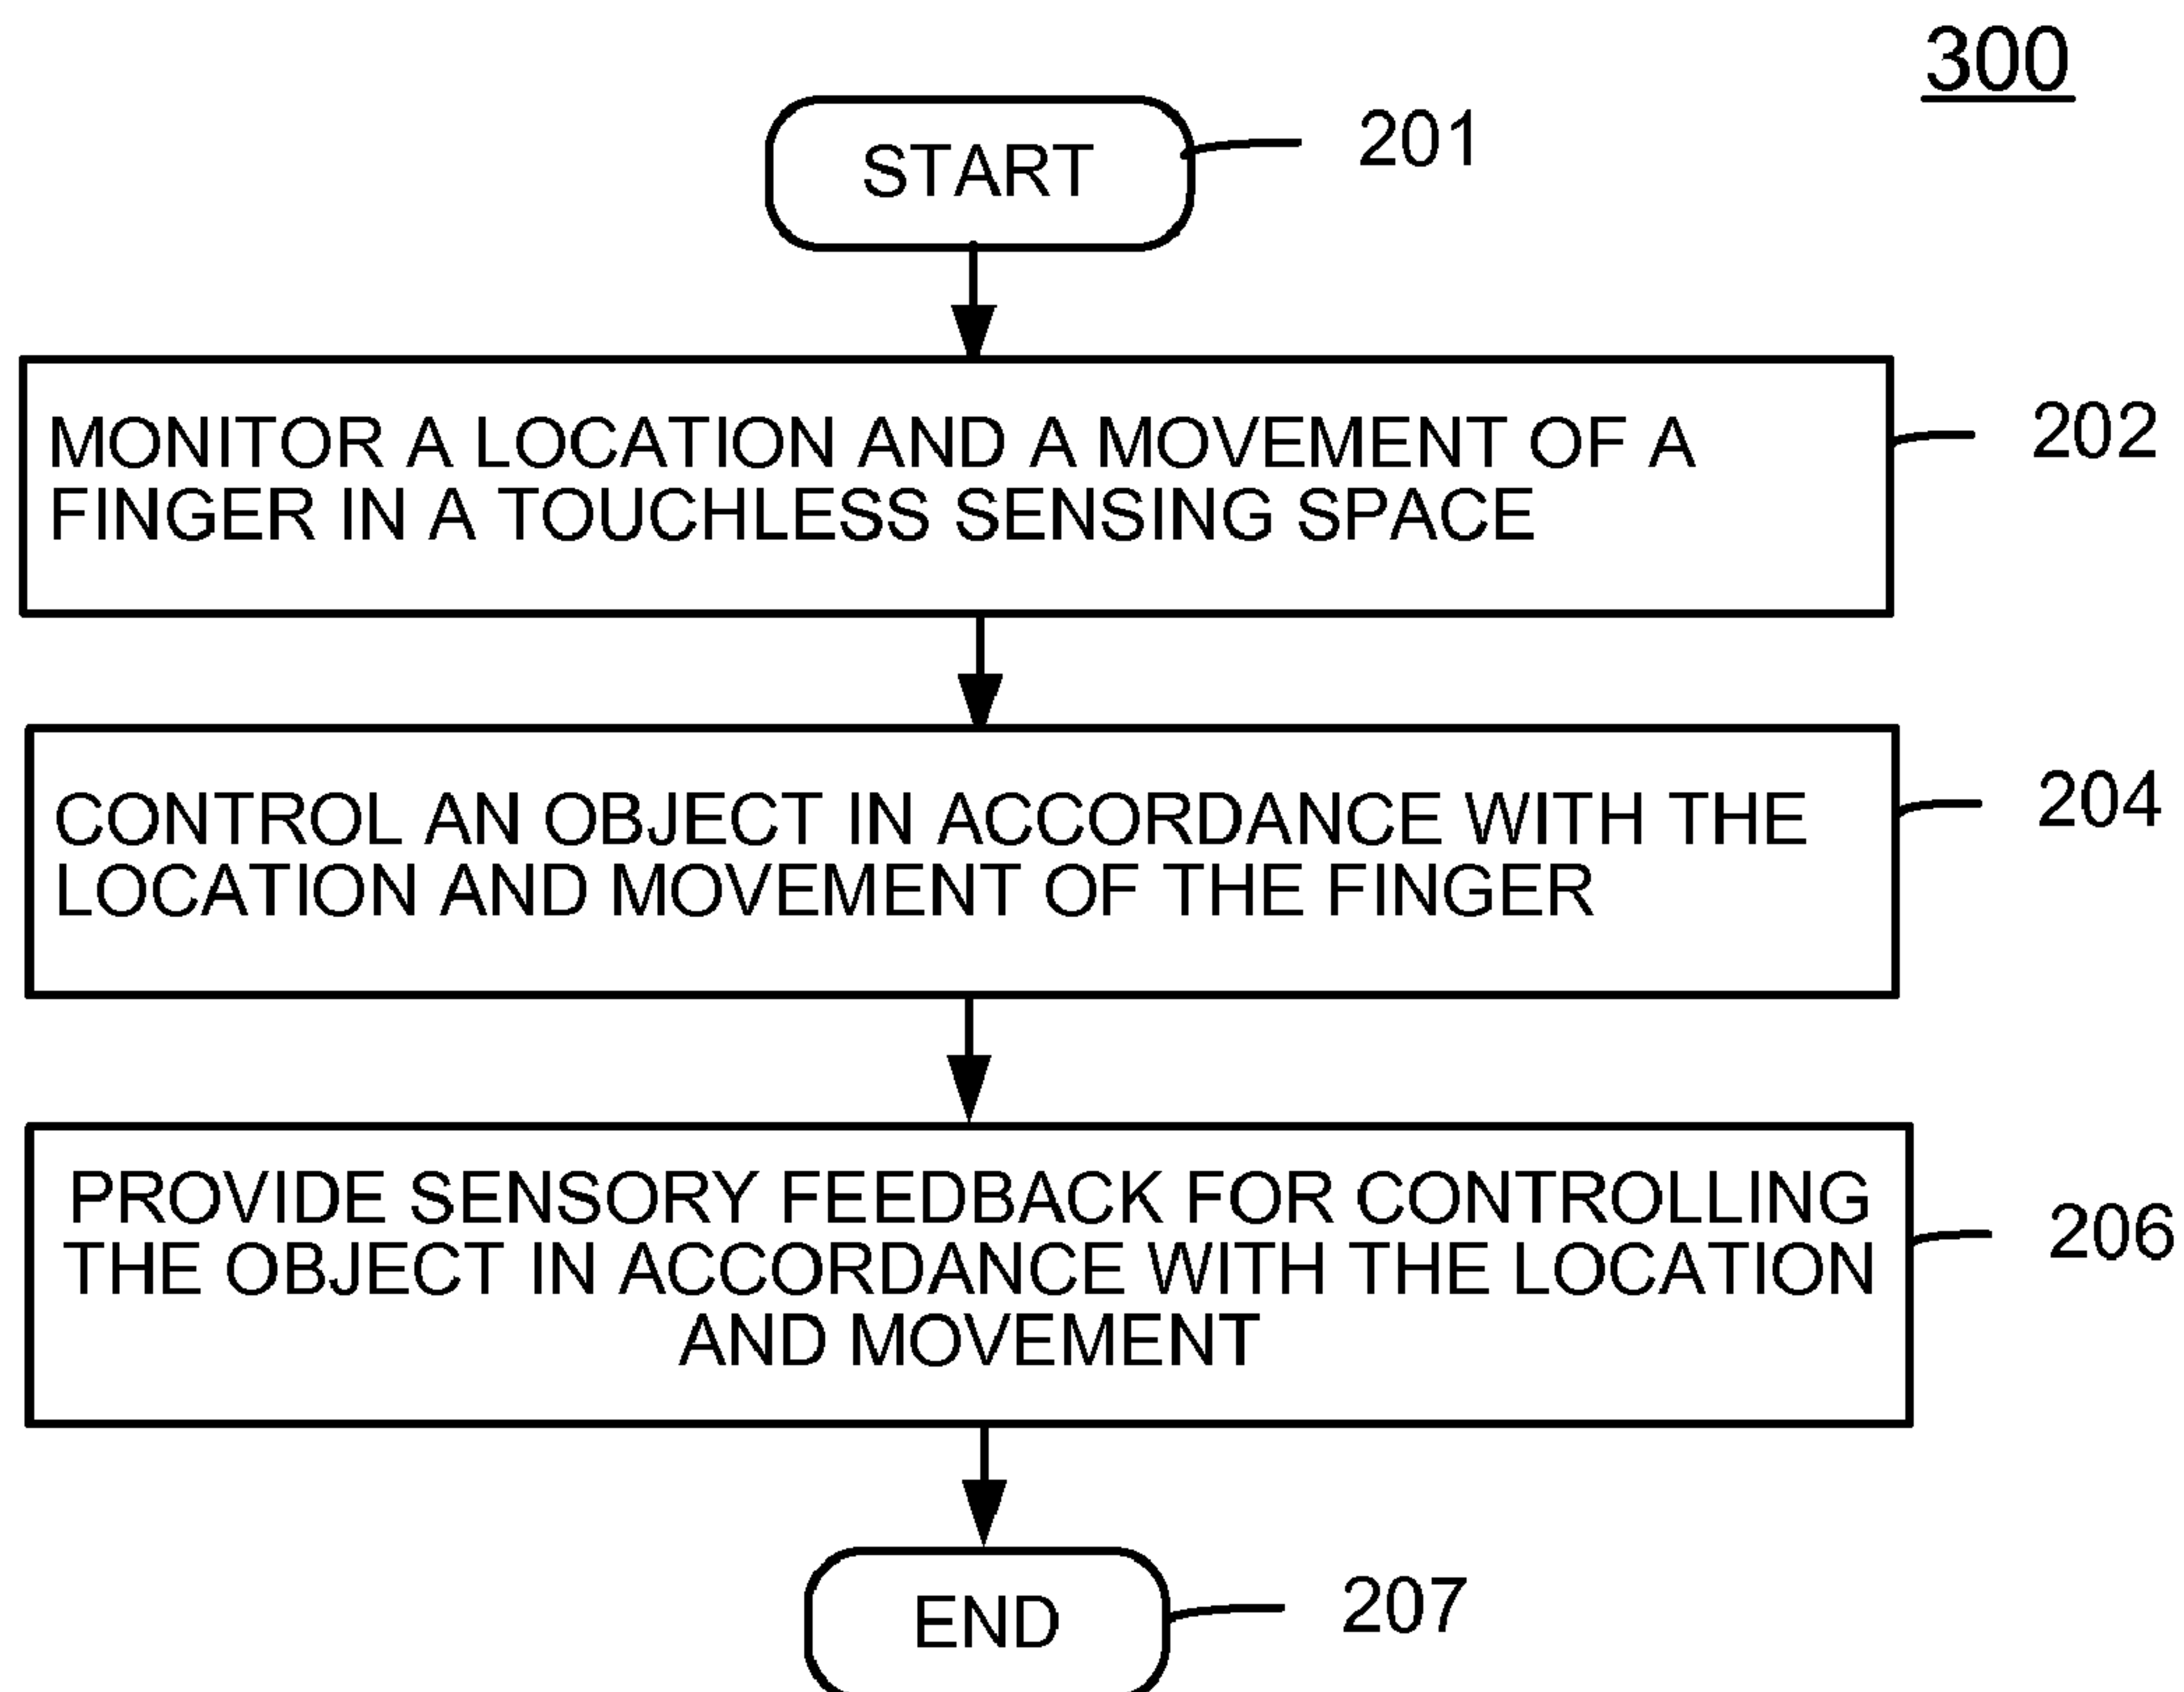 300
START
201
MONITOR A LOCATION AND A MOVEMENT OF A
FINGER IN A TOUCHLESS SENSING SPACE
202
CONTROL AN OBJECT IN ACCORDANCE WITH THE
LOCATION AND MOVEMENT OF THE FINGER
204
PROVIDE SENSORY FEEDBACK FOR CONTROLLING
THE OBJECT IN ACCORDANCE WITH THE LOCATION
AND MOVEMENT
206
END
207